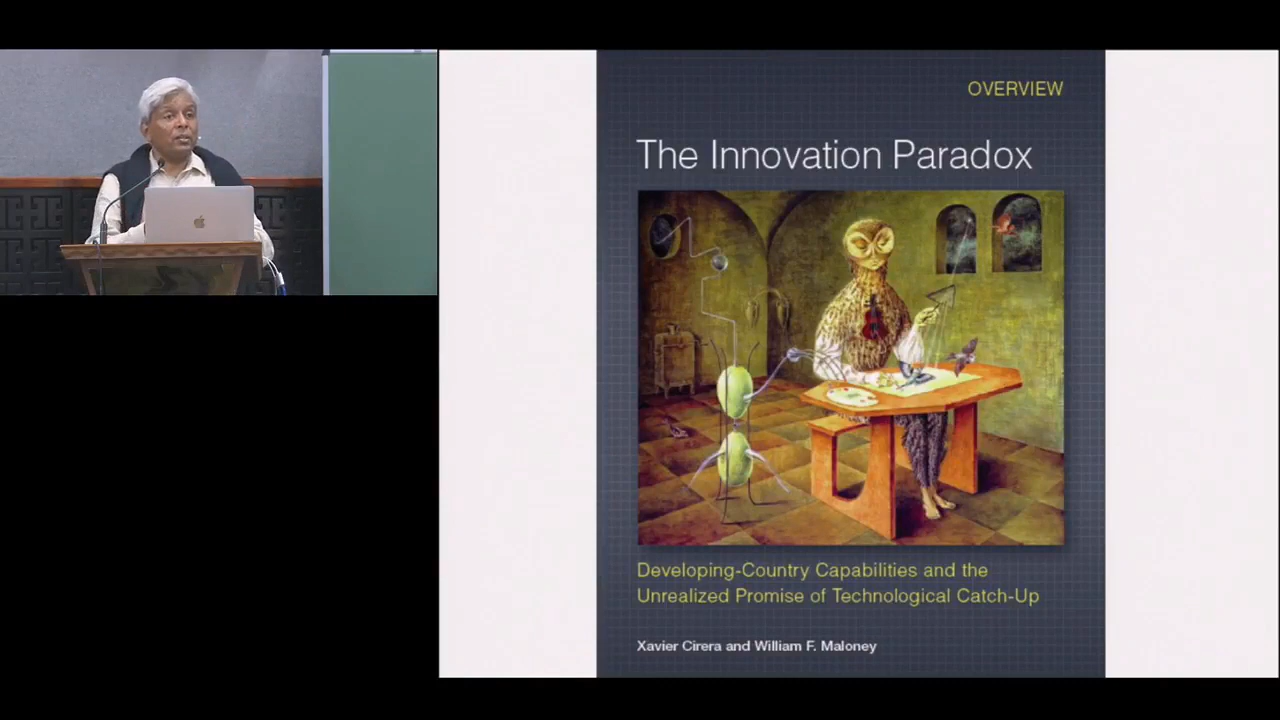 OVERVIEW
The Innovation Paradox
Developing-Country Capabilities and the
Unrealized Promise of Technological Catch-Up
Xavier Cirera and William F. Maloney